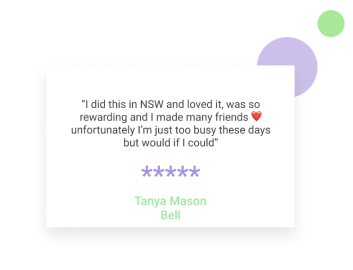 “I did this in NSW and loved it, was so
rewarding and I made many friends ❤️
unfortunately I’m just too busy these days
but would if I could”
*****
Tanya Mason
Bell